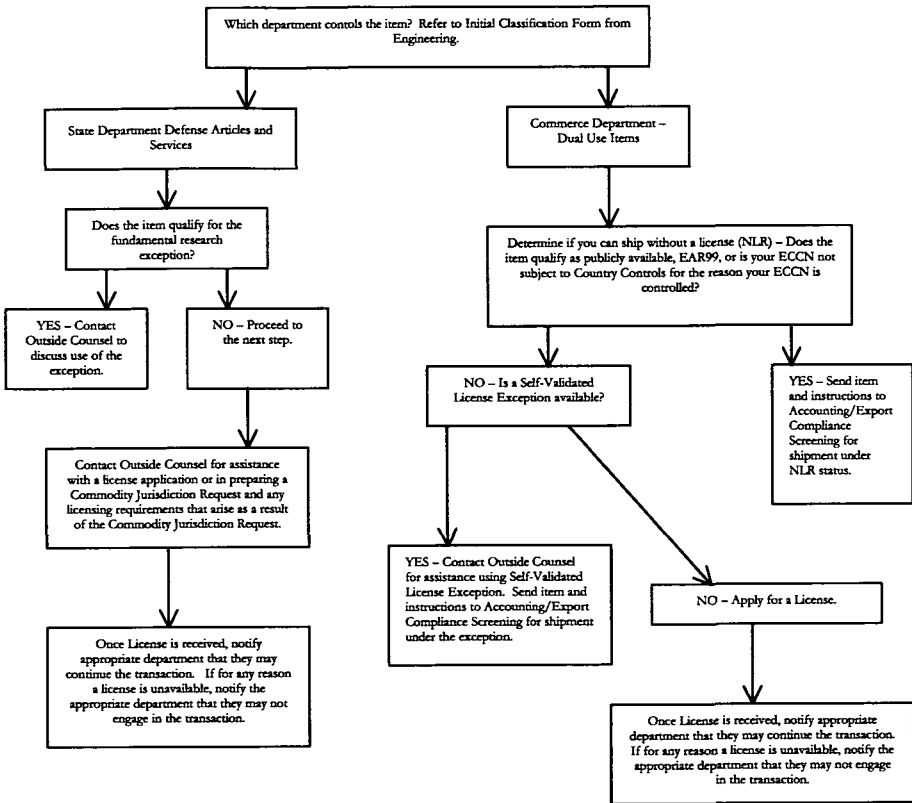 Which department controls the item? Refer to Initial Classification Form from
Engineering.
State Department Defense Articles and
Services
Commerce Department –
Dual Use Items
Does the item qualify for the
fundamental research
exception?
Determine if you can ship without a license (NLR) – Does the
item qualify as publicly available, EAR99, or is your ECCN not
subject to Country Controls for the reason your ECCN is
controlled?
YES – Contact
Outside Counsel to
discuss use of the
exception.
NO – Proceed to
the next step.
NO – Is a Self-Validated
License Exception available?
YES – Send item
and instructions to
Accounting/Export
Compliance
Screening for
shipment under
NLR status.
Contact Outside Counsel for assistance
with a license application or in preparing a
Commodity Jurisdiction Request and any
licensing requirements that arise as a result
of the Commodity Jurisdiction Request.
YES – Contact Outside Counsel
for assistance using Self-Validated
License Exception. Send item and
instructions to Accounting/Export
Compliance Screening for shipment
under the exception.
NO – Apply for a License.
Once License is received, notify
appropriate department that they may
continue the transaction. If for any reason
a license is unavailable, notify the
appropriate department that they may not
engage in the transaction.
Once License is received, notify appropriate
department that they may continue the transaction.
If for any reason a license is unavailable, notify the
appropriate department that they may not engage
in the transaction.